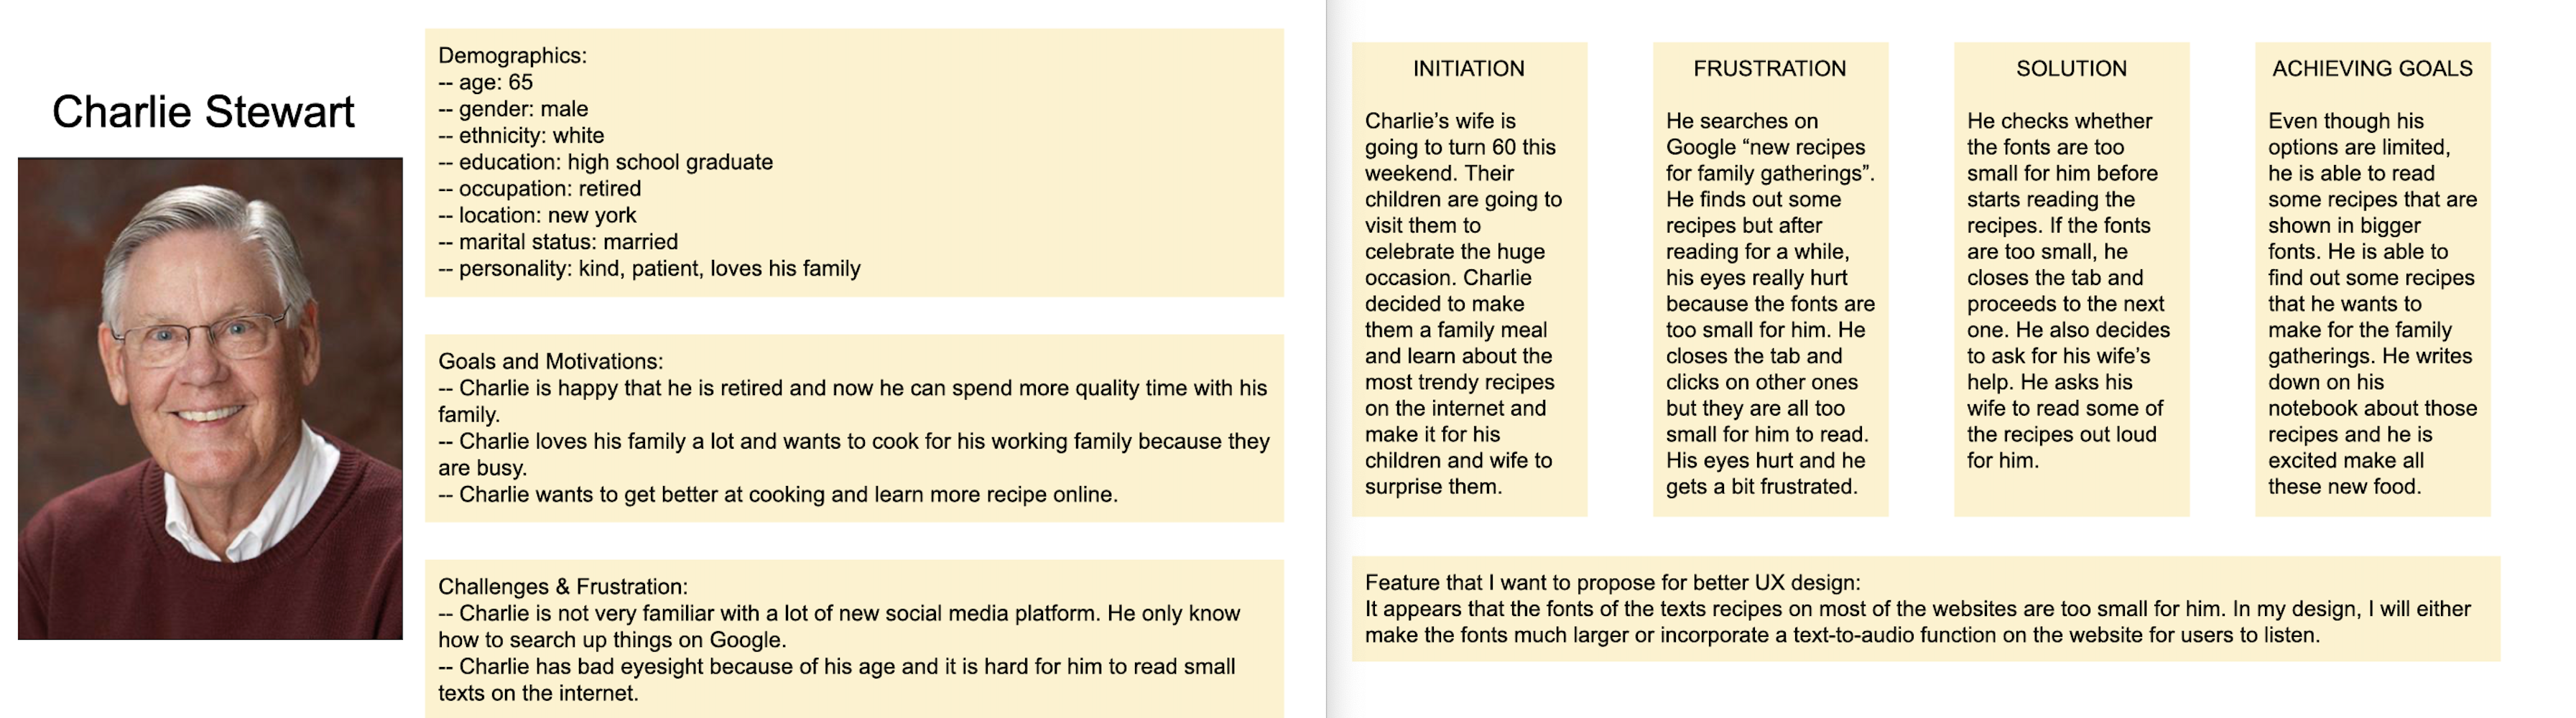 Charlie Stewart
Demographics:
-- age: 65
-- gender: male
-- ethnicity: white
-- education: high school graduate
-- occupation: retired
-- location: new york
-- marital status: married
-- personality: kind, patient, loves his family
Goals and Motivations:
-- Charlie is happy that he is retired and now he can spend more quality time with his
family.
-- Charlie loves his family a lot and wants to cook for his working family because they
are busy.
-- Charlie wants to get better at cooking and learn more recipe online.
Challenges & Frustration:
-- Charlie is not very familiar with a lot of new social media platform. He only know
how to search up things on Google.
-- Charlie has bad eyesight because of his age and it is hard for him to read small
texts on the internet.
INITIATION
Charlie’s wife is
going to turn 60 this
weekend. Their
children are going to
visit them to
celebrate the huge
occasion. Charlie
decided to make
them a family meal
and learn about the
most trendy recipes
on the internet and
make it for his
children and wife to
surprise them.
FRUSTRATION
He searches on
Google “new recipes
for family gatherings”.
He finds out some
recipes but after
reading for a while,
his eyes really hurt
because the fonts are
too small for him. He
closes the tab and
clicks on other ones
but they are all too
small for him to read.
His eyes hurt and he
gets a bit frustrated.
SOLUTION
He checks whether
the fonts are too
small for him before
starts reading the
recipes. If the fonts
are too small, he
closes the tab and
proceeds to the next
one. He also decides
to ask for his wife’s
help. He asks his
wife to read some of
the recipes out loud
for him.
ACHIEVING GOALS
Even though his
options are limited,
he is able to read
some recipes that are
shown in bigger
fonts. He is able to
find out some recipes
that he wants to
make for the family
gatherings. He writes
down on his
notebook about those
recipes and he is
excited make all
these new food.
Feature that I want to propose for better UX design:
It appears that the fonts of the texts recipes on most of the websites are too small for him. In my design, I will either
make the fonts much larger or incorporate a text-to-audio function on the website for users to listen.